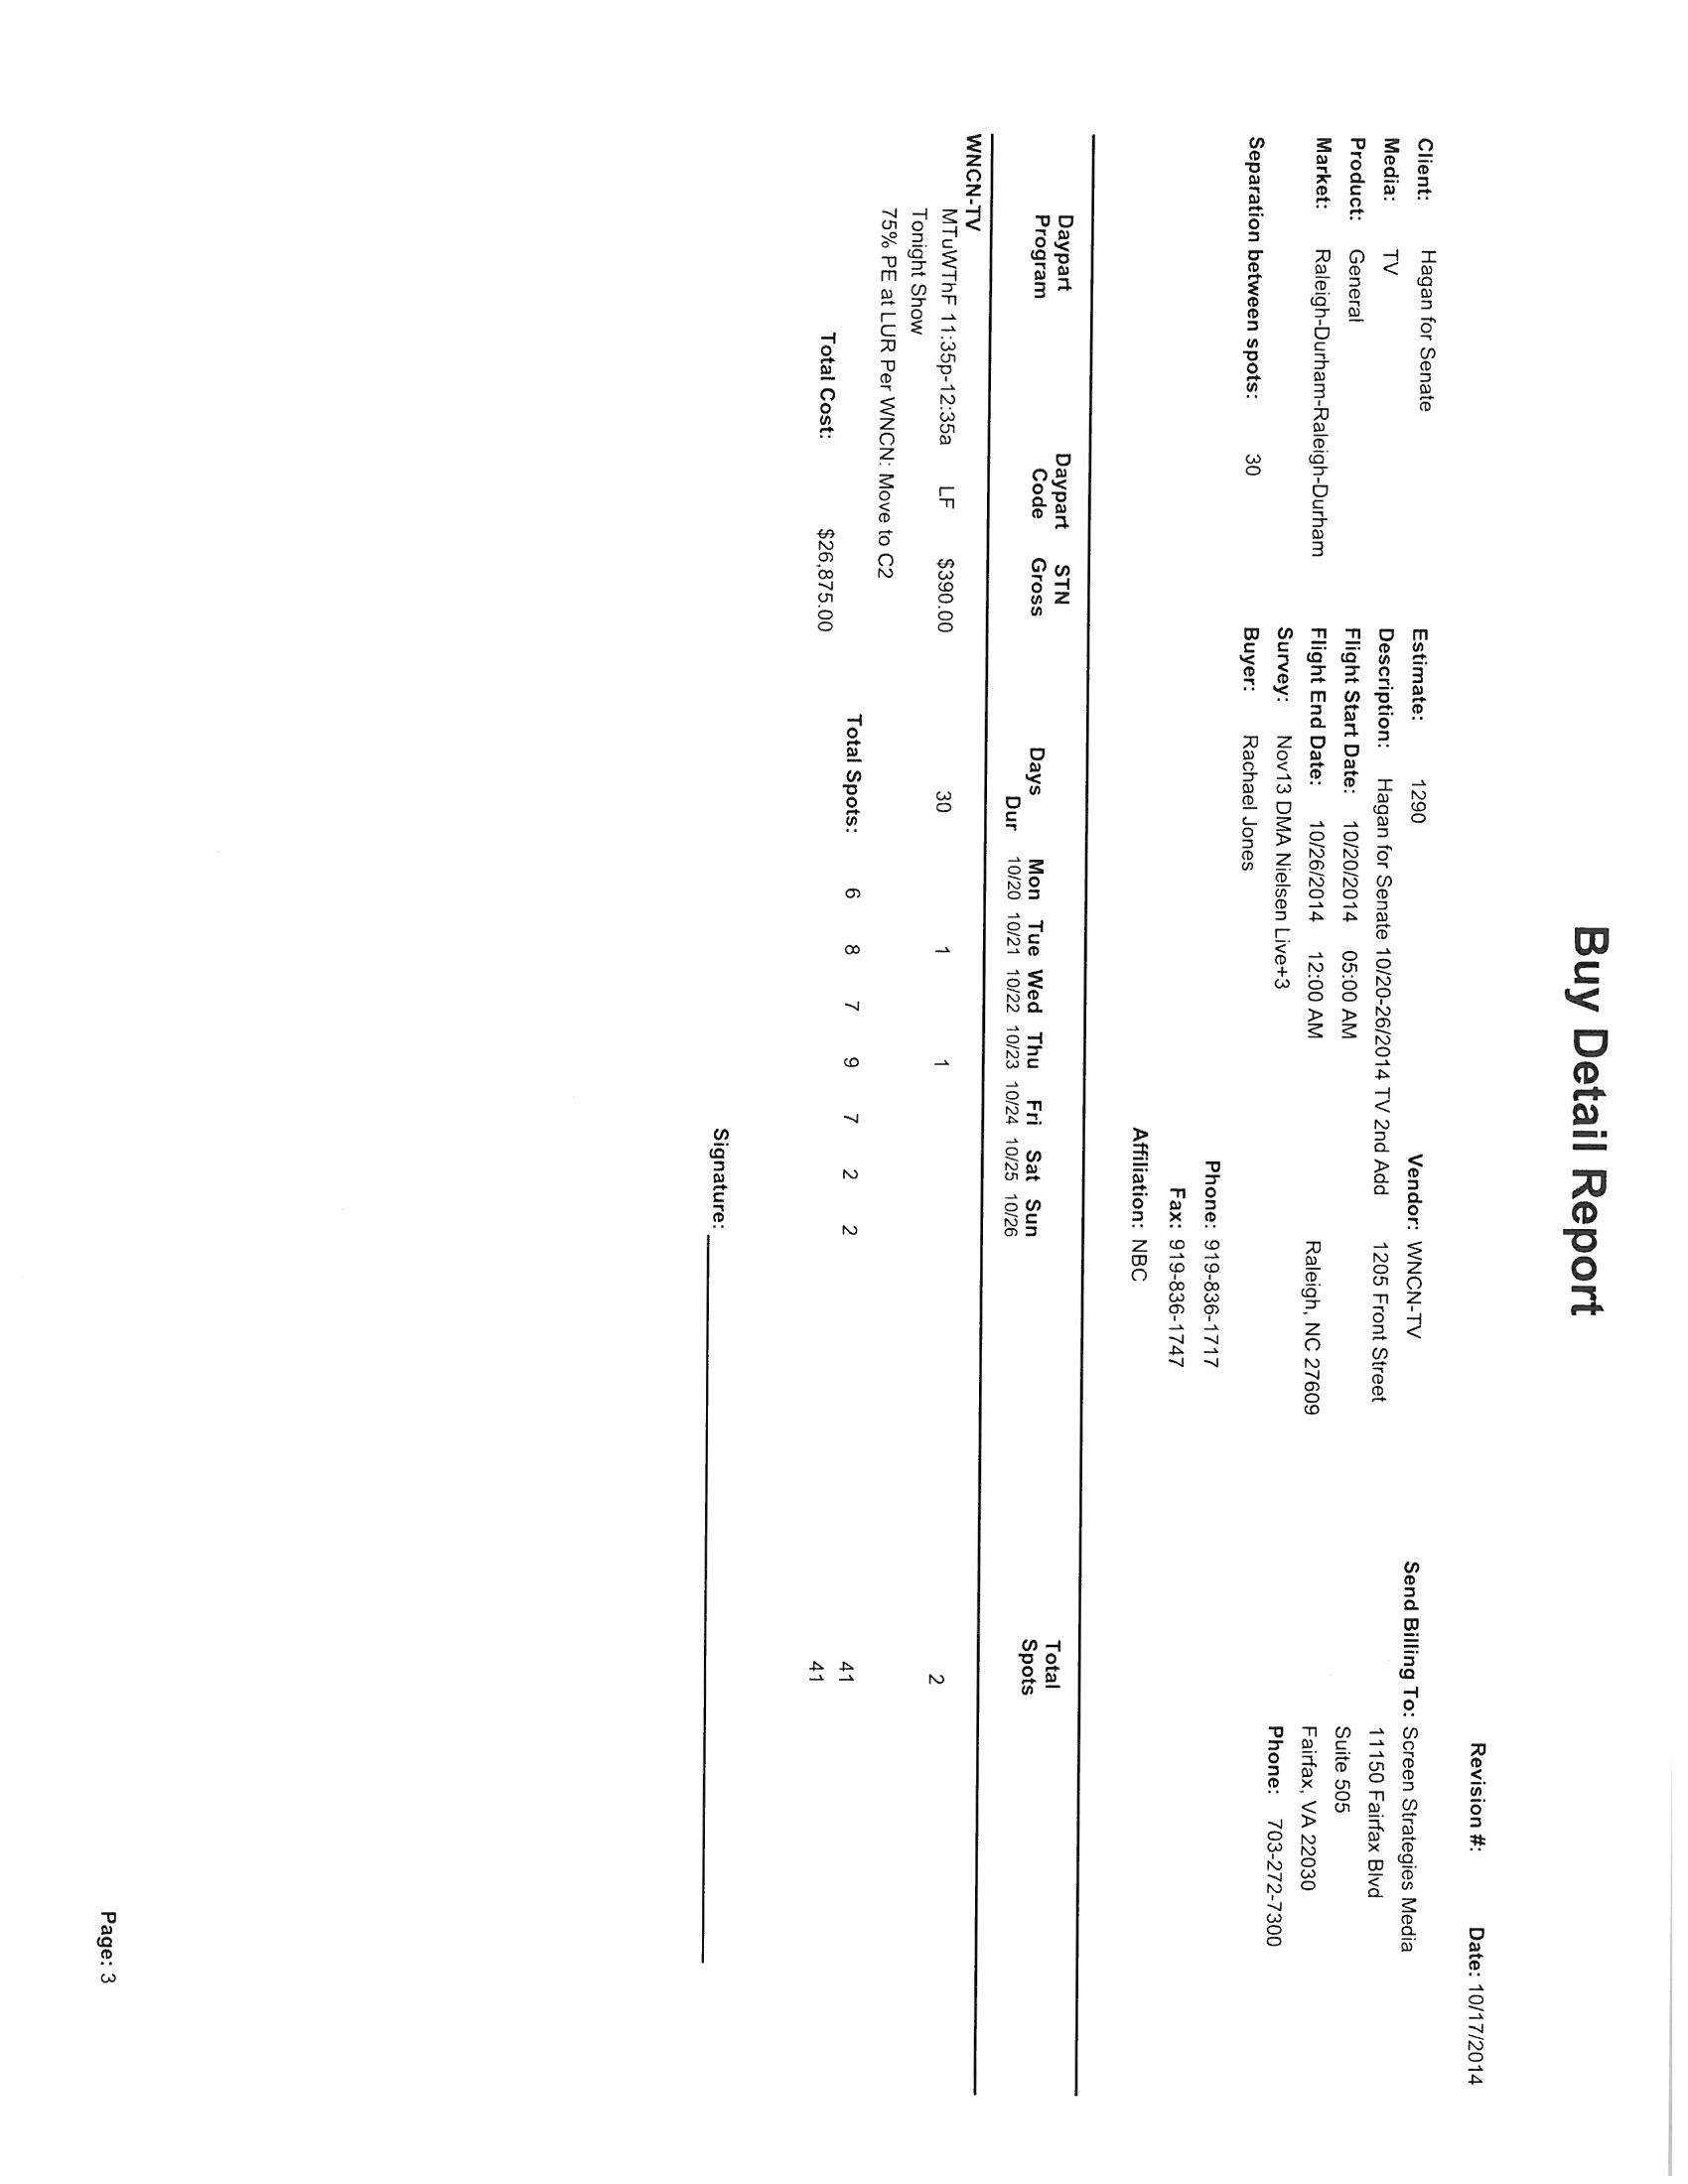 Buy Detail Report
Revision #: Date: 10/17/2014
Client: Hagan for Senate Estimate: 1290 Vendor: WNCN-TV Send Billing To: Screen Strategies Media
Media: TV Description: Hagan for Senate 10/20-26/2014 TV 2nd Add 1205 Front Street 11150 Fairfax Blvd
Product: General Flight Start Date: 10/20/2014 05:00 AM Suite 505
Market: Raleigh-Durham-Raleigh-Durham Flight End Date: 10/26/2014 12:00 AM Raleigh, NC 27609 Fairfax, VA 22030
Survey: Nov13 DMA Nielsen Live+3 Phone: 703-272-7300
Separation between spots: 30 Buyer: Rachael Jones
Phone: 919-836-1717
Fax: 919-836-1747
Affiliation: NBC
Daypart Daypart STN Total
Program Code Gross Days Mon Tue Wed Thu Fri Sat Sun Spots
Dur 10/20 10/21 10/22 10/23 10/24 10/25 10/26
WNCN-TV
MTuWThF 11:35p-12:35a LF $390.00 30 1 1 2
Tonight Show
75% PE at LUR Per WNCN: Move to C2
Total Spots: 6 8 7 9 7 2 2 41
Total Cost: $26,875.00 41
Signature:
Page: 3